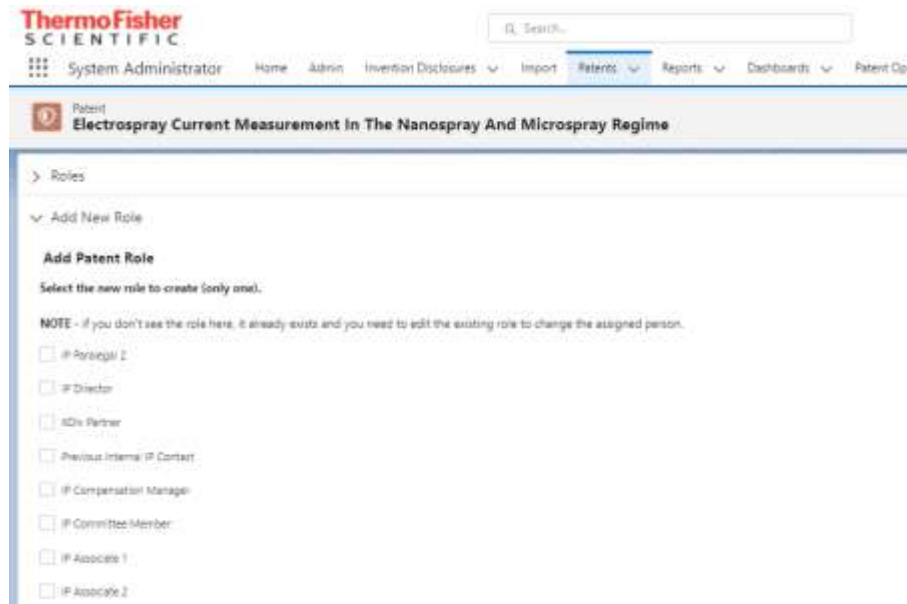 ThermoFisher
SCIENTIFIC
Search...
System Administrator Home Admin Invention Disclosures Import Patents Reports Dashboards Patent Op
Patent
Electrospray Current Measurement In The Nanospray And Microspray Regime
Roles
Add New Role
Add Patent Role
Select the new role to create (only one).
NOTE - if you don't see the role here, it already exists and you need to edit the existing role to change the assigned person.
IP Paralegal 2
IP Director
Partner
Previous Internal IP Contact
IP Compensation Manager
IP Committee Member
IP Associate 1
IP Associate 2